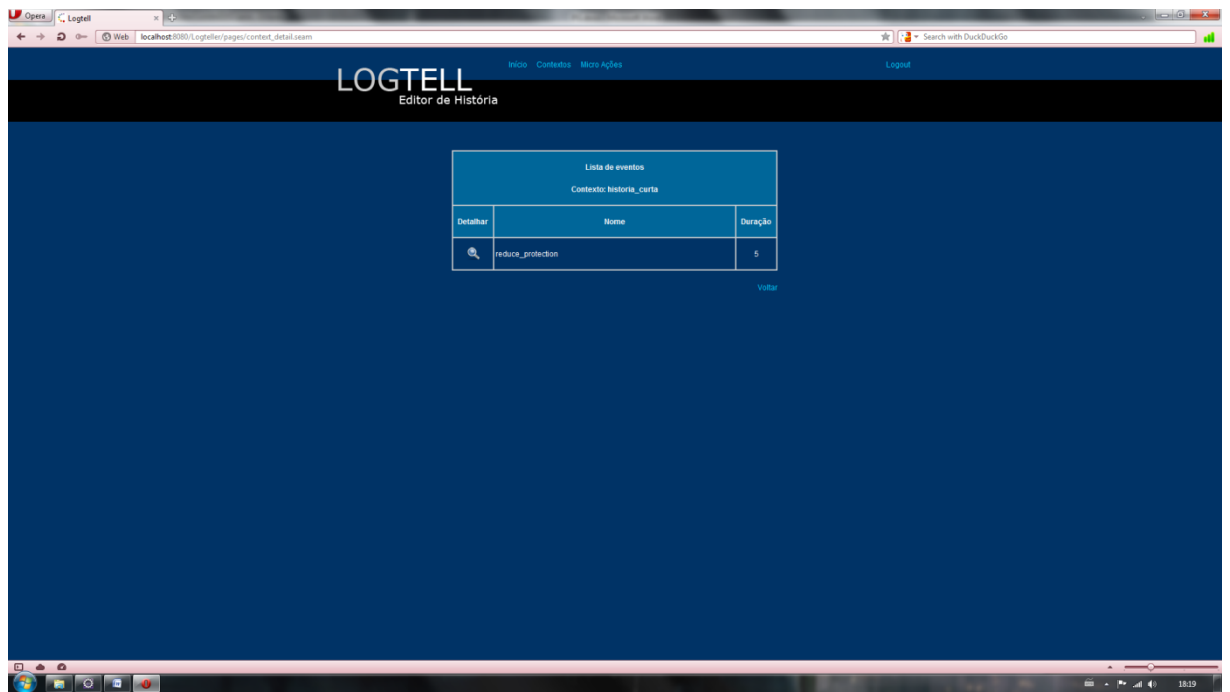 Opera
Logtell
Web
localhost:8080/Logteller/pages/context_detail.seam
Search with DuckDuckGo
Início Contextos Micro Ações
Logout
LOGTELL
Editor de História
Lista de eventos
Contexto: historia_curta
Detalhar Nome Duração
reduce_protection 5
Voltar
18:19